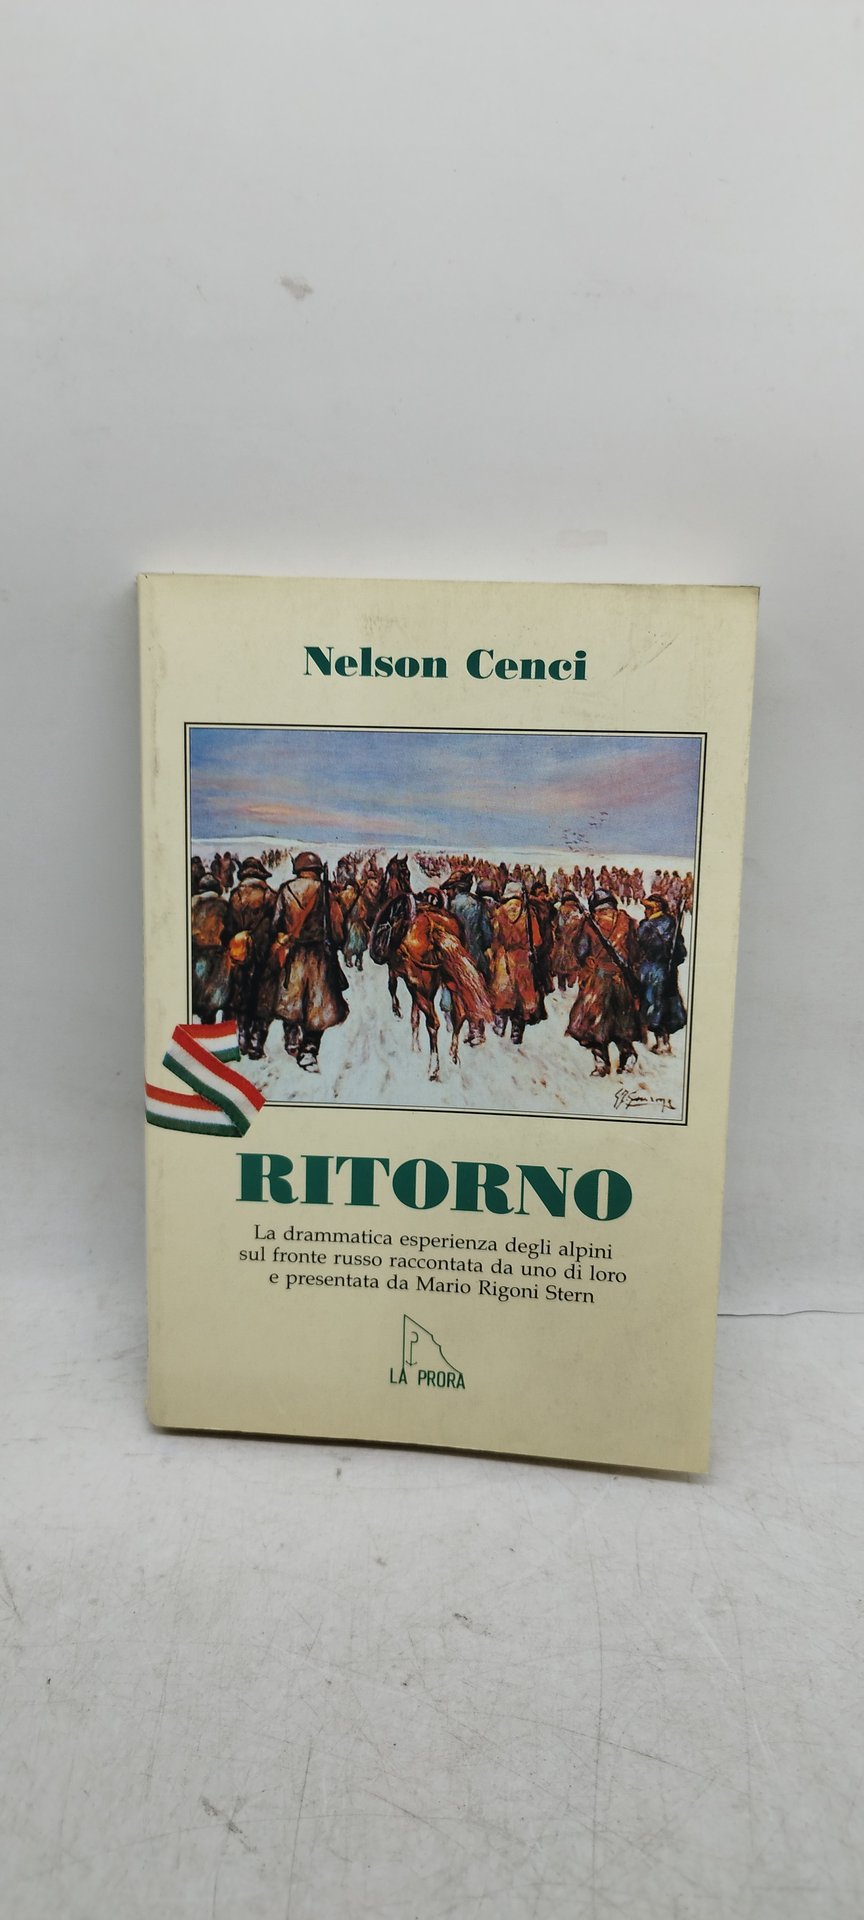 Nelson Cenci
RITORNO
La drammatica esperienza degli alpini
sul fronte russo raccontata da uno di loro
e presentata da Mario Rigoni Stern
LA PRORA